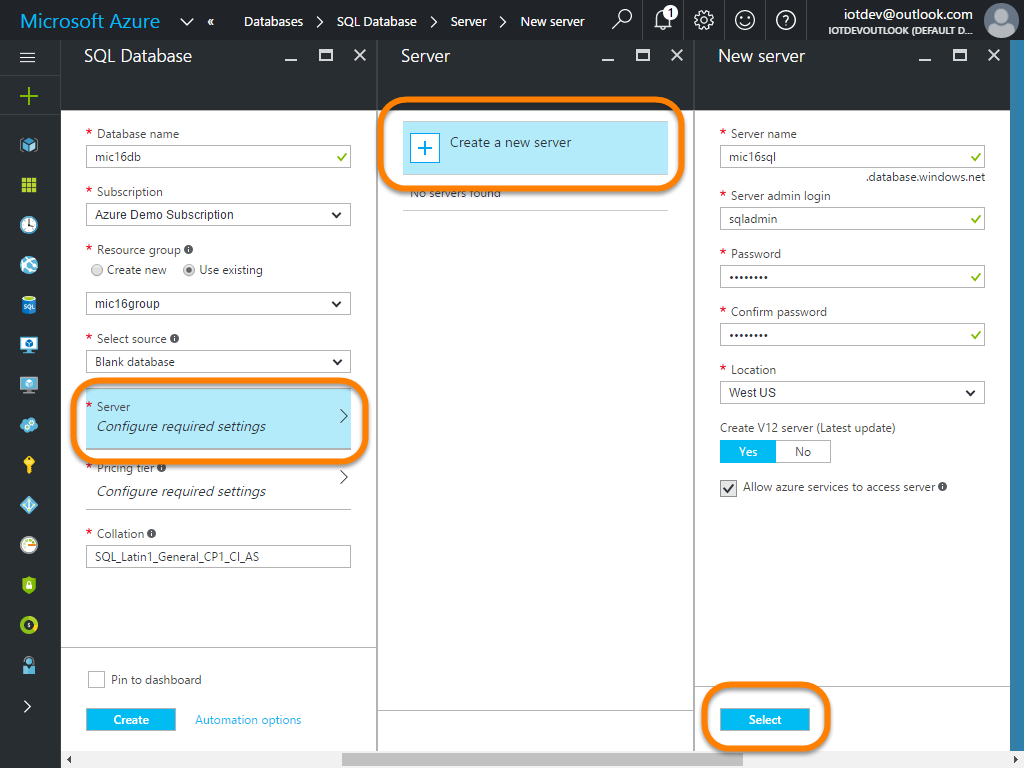 Microsoft Azure
«
Databases > SQL Database > Server > New server
1
iotdev@outlook.com
IOTDEVOUTLOOK (DEFAULT D...
SQL Database
* Database name
mic16db
* Subscription
Azure Demo Subscription
* Resource group
Create new
Use existing
mic16group
* Select source
Blank database
* Server
Configure required settings
* Pricing tier
Configure required settings
* Collation
SQL_Latin1_General_CP1_CI_AS
Pin to dashboard
Create
Automation options
Server
Create a new server
No servers found
New server
* Server name
mic16sql
.database.windows.net
* Server admin login
sqladmin
* Password
••••••••
* Confirm password
••••••••
* Location
West US
Create V12 server (Latest update)
Yes
No
Allow azure services to access server
Select
SQL